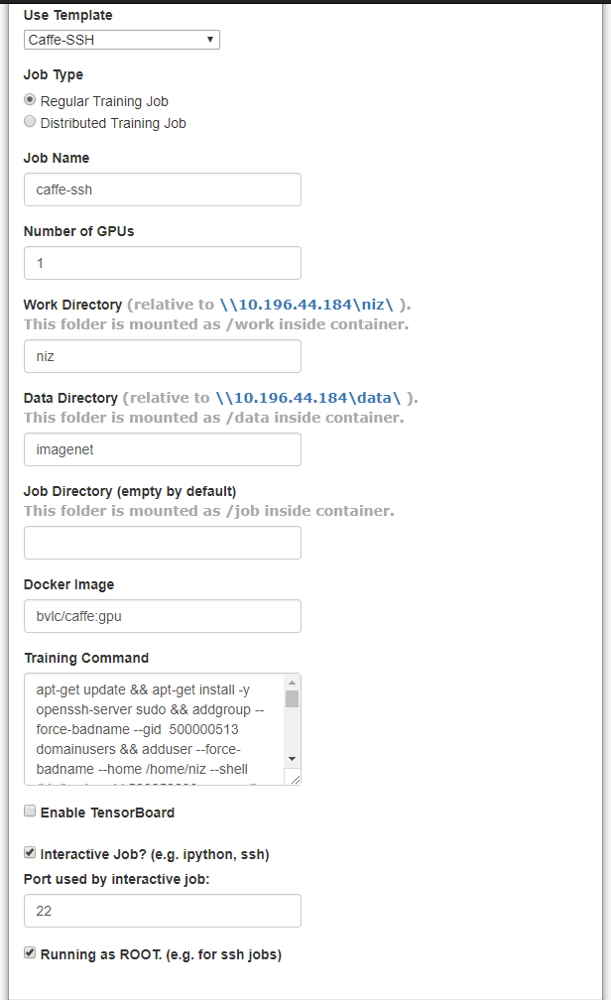 Use Template
Caffe-SSH
Job Type
Regular Training Job
Distributed Training Job
Job Name
caffe-ssh
Number of GPUs
1
Work Directory (relative to \\10.196.44.184\niz\ ).
This folder is mounted as /work inside container.
niz
Data Directory (relative to \\10.196.44.184\data\ ).
This folder is mounted as /data inside container.
imagenet
Job Directory (empty by default)
This folder is mounted as /job inside container.
Docker Image
bvlc/caffe:gpu
Training Command
apt-get update && apt-get install -y
openssh-server sudo && addgroup --
force-badname --gid  500000513
domainusers && adduser --force-
badname --home /home/niz --shell
Enable TensorBoard
Interactive Job? (e.g. ipython, ssh)
Port used by interactive job:
22
Running as ROOT. (e.g. for ssh jobs)